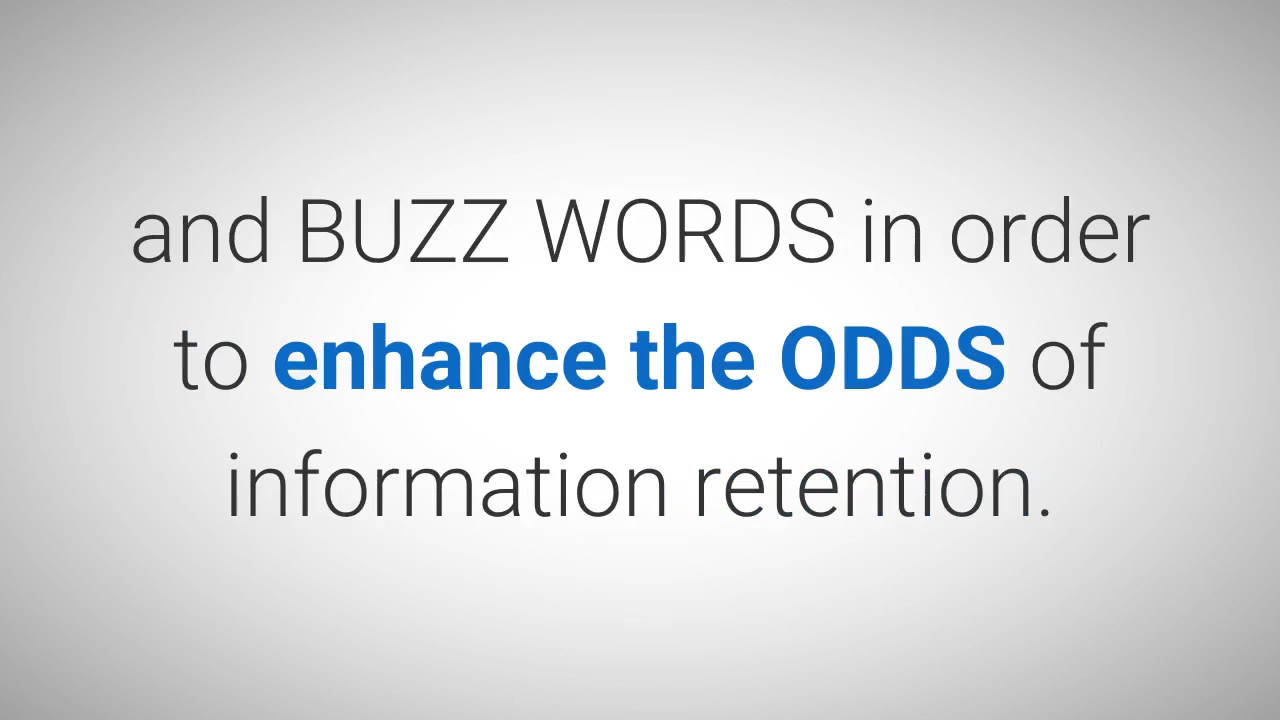 and BUZZ WORDS in order
to enhance the ODDS of
information retention.